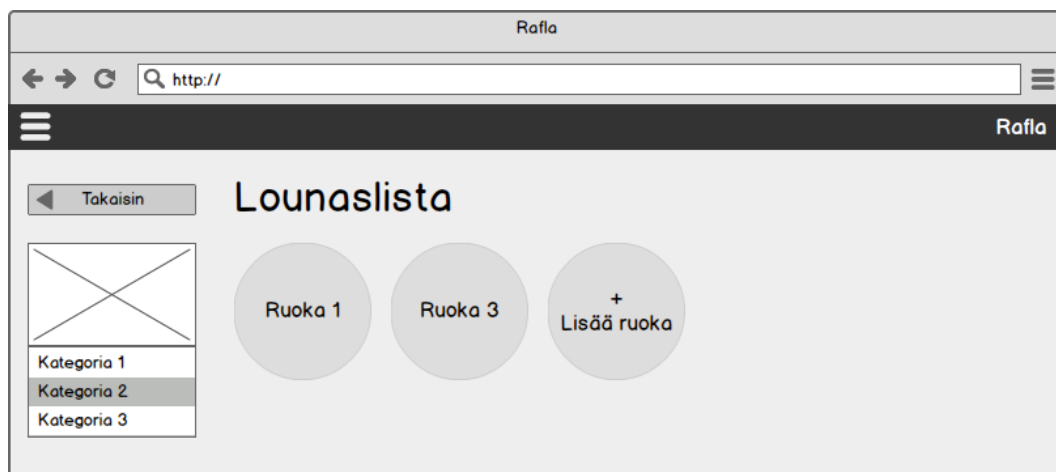 Rafla
http://
Rafla
Takaisin
Lounaslista
Ruoka 1
Ruoka 3
+
Lisää ruoka
Kategoria 1
Kategoria 2
Kategoria 3